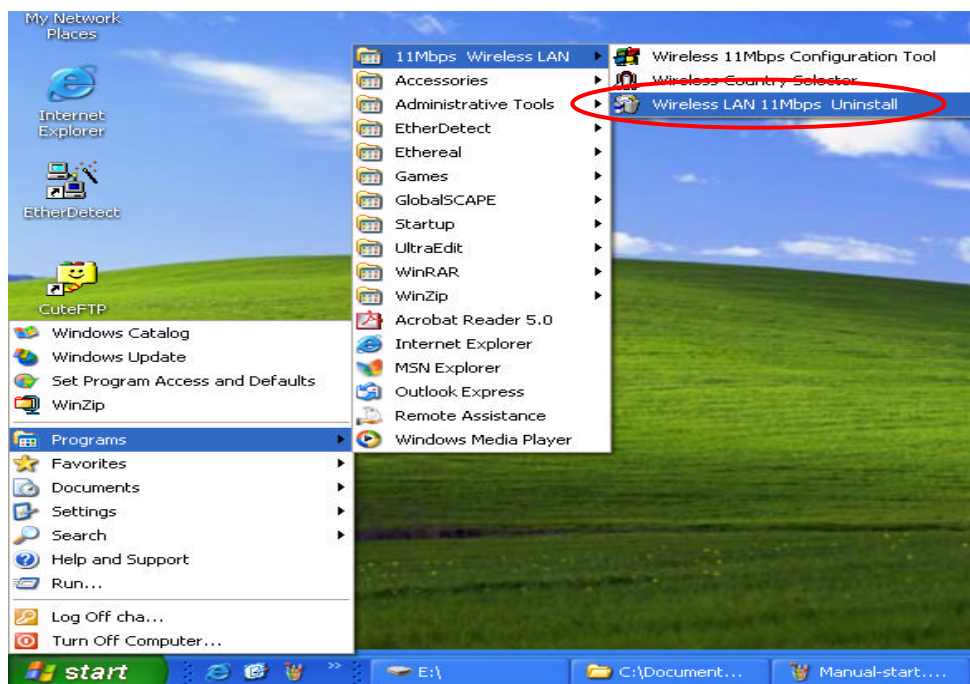 My Network
Places
Internet
Explorer
EtherDetect
CuteFTP
Windows Catalog
Windows Update
Set Program Access and Defaults
WinZip
Programs
Favorites
Documents
Settings
Search
Help and Support
Run...
Log Off cha...
Turn Off Computer...
11Mbps Wireless LAN
Accessories
Administrative Tools
EtherDetect
Ethereal
Games
GlobalSCAPE
Startup
UltraEdit
WinRAR
WinZip
Acrobat Reader 5.0
Internet Explorer
MSN Explorer
Outlook Express
Remote Assistance
Windows Media Player
Wireless 11Mbps Configuration Tool
Wireless Country Selector
Wireless LAN 11Mbps Uninstall
start
E:\
C:\Document...
Manual-start....